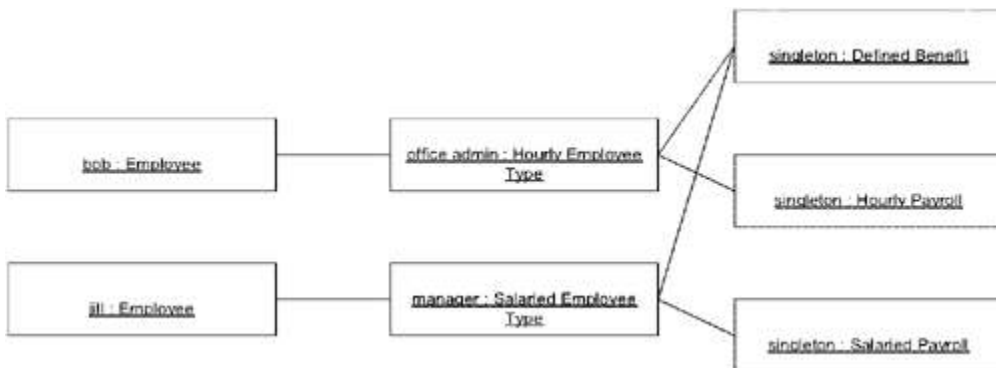 singleton : Defined Benefit
bob : Employee
office admin : Hourly Employee
Type
singleton : Hourly Payroll
jill : Employee
manager : Salaried Employee
Type
singleton : Salaried Payroll